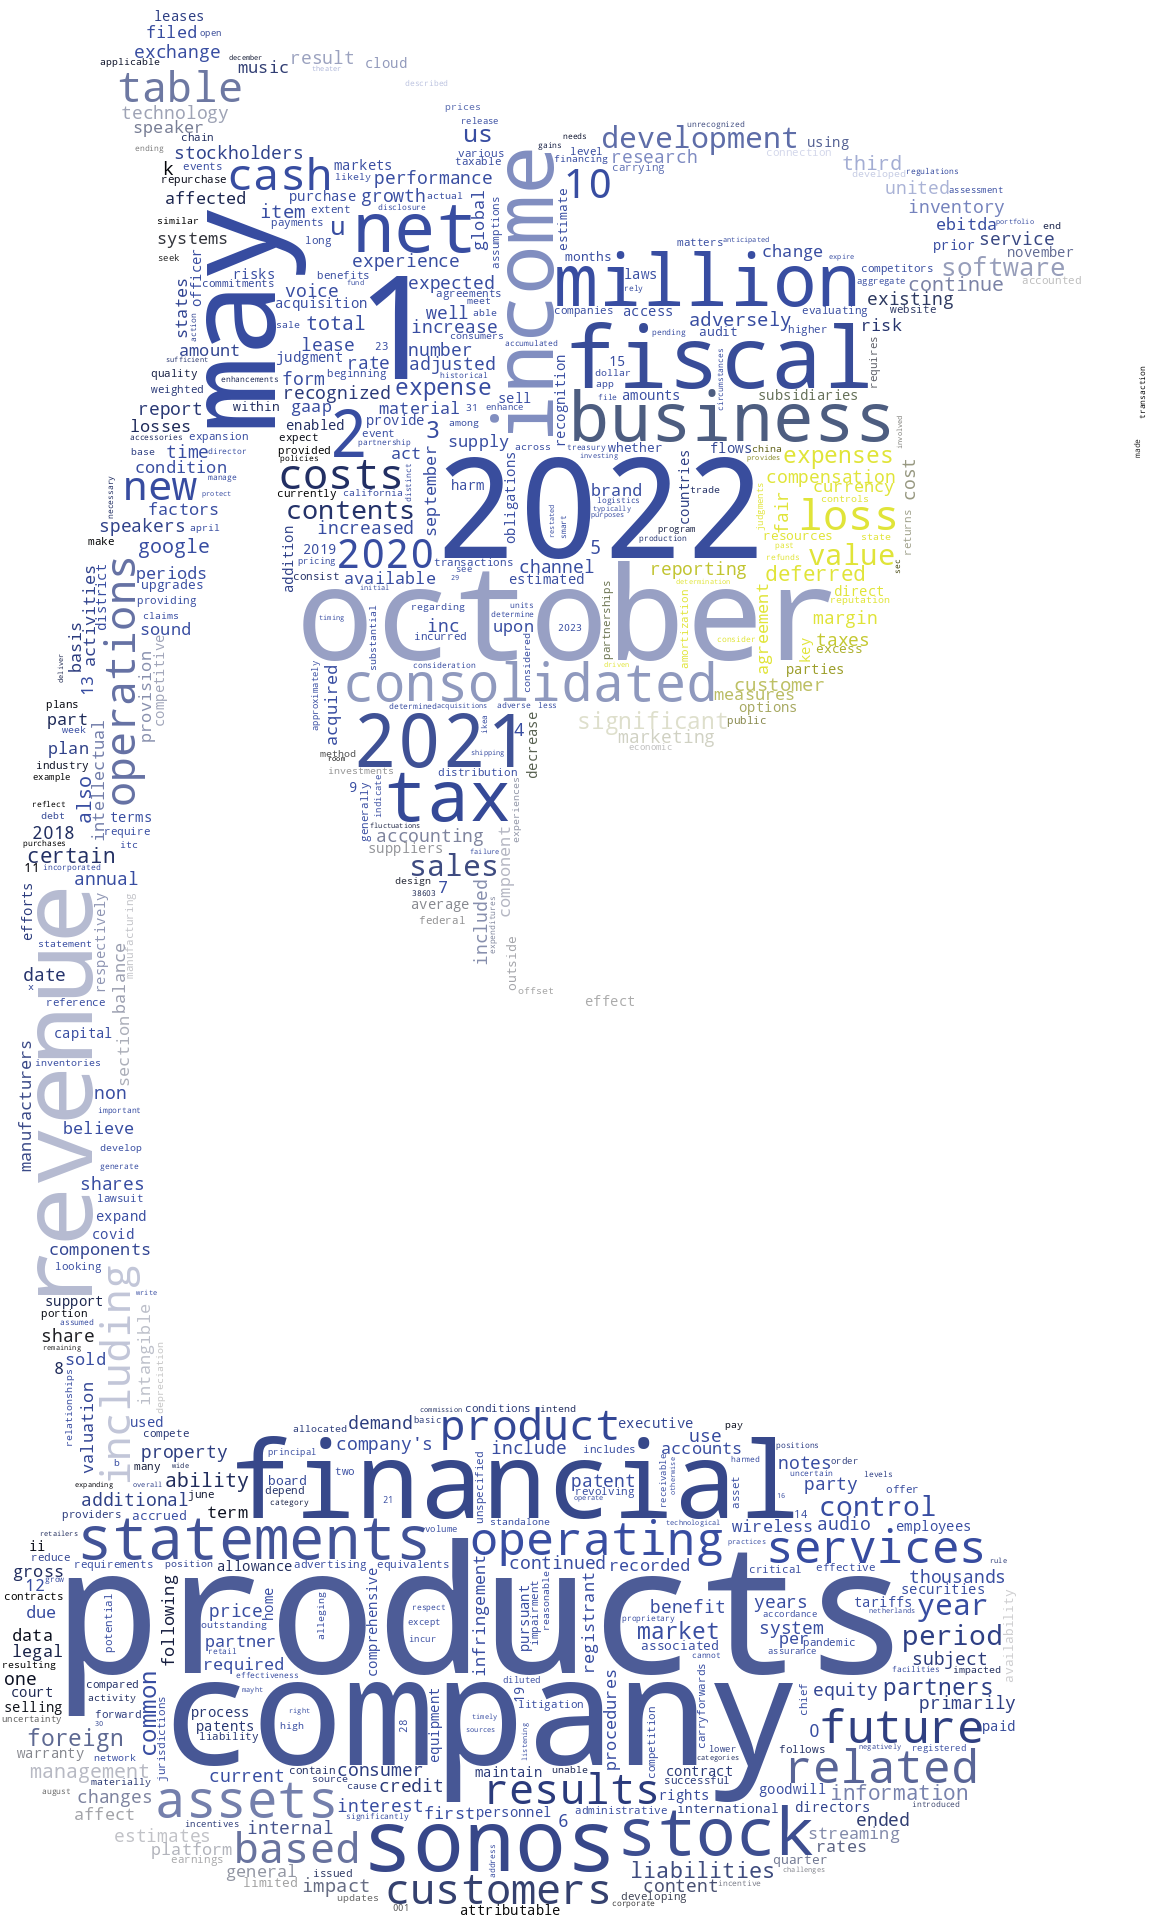 leases
filed open
exchange
applicable december music result cloud
theater
table described
technology
speaker
prices
release
us
unrecognized
development using
chain
ending
stockholders
events
k
repurchase
cash
markets
likely
various
taxable
performance
gains
needs
level
financing
research
carrying
connection
third
developed regulations
united assessment
affected
purchase growth actual
income
10
inventory
item extent disclosure
similar
payments
u
net
global
assumptions
estimate
ebitda end portfolio
systems
long
matters anticipated
prior service
november
seek
may
experience
months
million
change expire
competitors
software
accounted
officer
risks
benefits
fund
expected
laws
rely
aggregate
continue
commitments
voice
agreements
meet
states
action
acquisition
1
well able
companies access
evaluating
existing
website
sale
total
increase
consumers
adversely
risk
amount
lease
23
number
accumulated
pending audit
higher
sufficient
judgment
rate
adjusted
fiscal
requires
quality
enhancements
form beginning
historical
15
dollar
circumstances
transaction
weighted
recognized
expense
sell
recognition
app
file amounts
subsidiaries
report
within gaap
material 31 enhance
business
losses
enabled
2
provide
3
among
involved
accessories expansion
expect
event
partnership
act
supply across
treasury whether
investing
flows china
made
base time director
provided
policies
provides expenses
condition
manage
costs
harm
2022
brand
trade
compensation
new
currently california
distinct
logistics
typically
purposes
currency
cost
protect
necessary
factors
contents
september
obligations
restated
smart
countries
judgments
fair
controls
loss
returns
speakers april
increased
program
production
resources state
make google
addition
2019
pricing
2020
transactions
5
channel
past
value
refunds
sec
periods
consist available
see
29
estimated
reporting
deferred
activities
district
upgrades
initial
determination
direct
providing
october
reputation
operations
claims
timing
regarding
units
determine
partnerships
amortization
agreement
margin
basis
sound
substantial
inc
incurred
upon
2023
consider
key
taxes
excess
deliver
provision
competitive
approximately
acquired
consideration
considered
driven
parties
13
consolidated
customer
measures
plans
determined acquisitions adverse less
options
part
week
ikea
significant
public
plan
intellectual
2021
4
decrease
marketing
economic
industry
method
room
shipping
example
investments
distribution
also
9
indicate
tax
reflect
debt
terms
generally
fluctuations
experiences
2018
require
accounting
purchases
itc
suppliers
failure
certain
sales
component
11 incorporated
design
7
annual
38603
efforts
respectively
manufacturing
average
included
expenditures
federal
statement
revenue
date
balance
outside
x
offset
reference
effect
capital
section
manufacturers
inventories
non
important
believe
develop
generate
shares
lawsuit
expand
covid
components
looking
including
write
support
portion
assumed
intangible
share
remaining
sold
8
depreciation
relationships
valuation
used
commission conditions intend
compete
allocated
demand basic
product
executive
pay
property
principal
company's
include
includes
use
accounts
positions
b
many wide
two
harmed
notes order
expanding
overall
ability
board
depend
financial
unspecified
patent
revolving
receivable
otherwise
asset
uncertain
party
levels
additional june
category
21
operate
16
offer
providers accrued
term
14
control
retailers
statements
volume
standalone
operating
technological
wireless audio
employees
ii
practices
services
reduce
requirements position allowance advertising equivalents
continued recorded
critical effective
rule
gross
12 grow
thousands
contracts
products
securities
due
potential
following
price
home
outstanding
alleging
comprehensive
respect
except
infringement
pursuant
impairment
reasonable
registrant
benefit
years
accordance
tariffs
netherlands
year
availability
data
partner
retail
incur
proprietary
market
system
legal
required
associated
per pandemic
period
resulting
effectiveness
cannot
assurance
subject
one
compared
diluted
facilities impacted
court
activity
common
company
mayht
19
carryforwards
chief
equity
partners
selling
forward
process
right
litigation
primarily
uncertainty
30
patents
high
28
equipment
timely
procedures
0
future
paid
foreign
jurisdictions
liability
sources
listening
competition
lower
categories
follows
negatively registered
warranty
network
management
contain
consumer
maintain unable
contract
related
materially
current
source
cause credit
successful
august
changes
assets
results
rights
goodwill
information
affect
interest
significantly
first personnel
administrative international
directors
introduced
incentives
6
ended
estimates
internal
sonos
stock
streaming
platform
based
rates
earnings
address
quarter
general
issued
liabilities
challenges
limited
impact
customers
content incentive
updates
developing
001
corporate
attributable